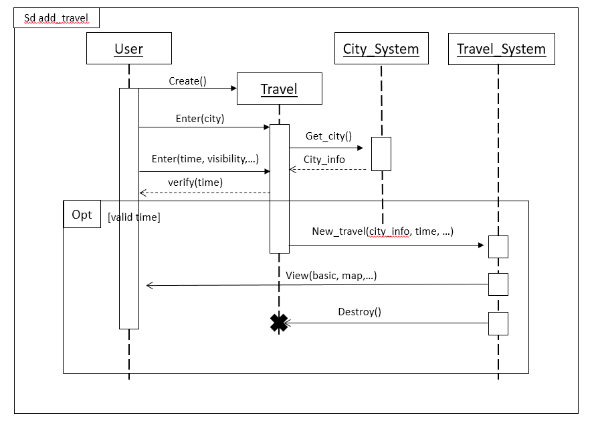 Sd add_travel
User
City_System
Travel_System
Create()
Travel
Enter(city)
Get_city()
City_info
Enter(time, visibility,...)
verify(time)
Opt
[valid time]
New_travel(city_info, time, ...)
View(basic, map,...)
Destroy()